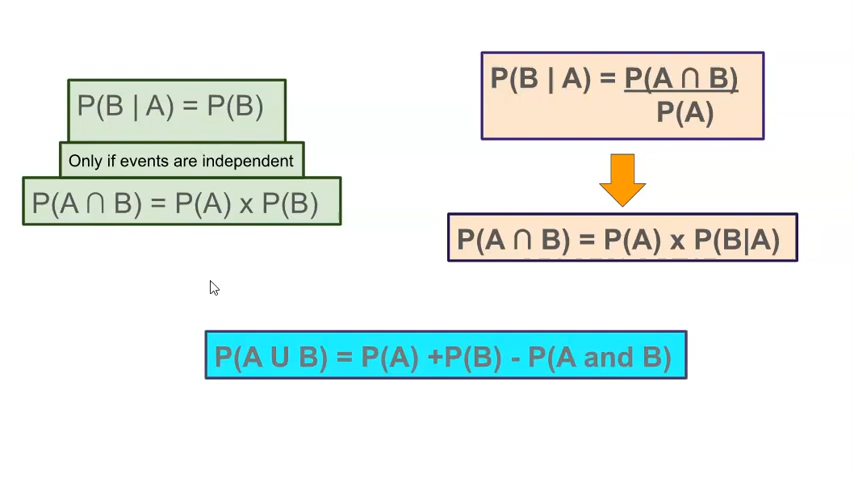 P(B | A) = P(B)
Only if events are independent
P(A ∩ B) = P(A) x P(B)
P(B | A) = P(A ∩ B)
P(A)
P(A ∩ B) = P(A) x P(B|A)
P(A U B) = P(A) +P(B) - P(A and B)